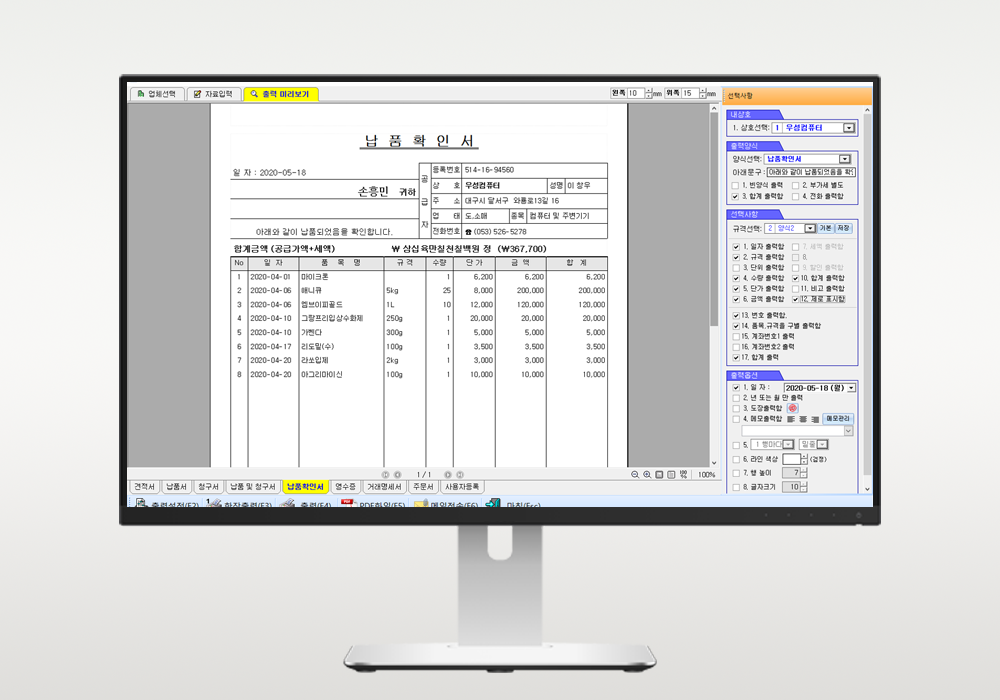 업체선택 자료입력 출력 미리보기 왼쪽 10 mm 위쪽 15 mm
납 품 확 인 서
일 자 : 2020-05-18
손흥민 귀하
아래와 같이 납품되었음을 확인합니다.
공급자
등록번호 514-16-94560
상 호 우성컴퓨터 성명 이 창우
주 소 대구시 달서구 와룡로13길 16
업 태 도,소매 종목 컴퓨터 및 주변기기
전화번호 ☎ (053) 526-5278
합계금액 (공급가액+세액) ₩ 삼십육만칠천칠백원 정 (₩367,700)
No 일 자 품 목 명 규 격 수량 단 가 금 액 합 계
1 2020-04-01 마이크론 1 6,200 6,200 6,200
2 2020-04-06 매니큐 5kg 25 8,000 200,000 200,000
3 2020-04-06 엠브이피골드 1L 10 12,000 120,000 120,000
4 2020-04-10 그랄프리입상수화제 250g 1 20,000 20,000 20,000
5 2020-04-10 가벤다 300g 1 5,000 5,000 5,000
6 2020-04-17 리도밀(수) 100g 1 3,500 3,500 3,500
7 2020-04-20 라쏘입제 2kg 1 3,000 3,000 3,000
8 2020-04-20 아그리마이신 100g 1 10,000 10,000 10,000
1 / 1 100%
견적서 납품서 청구서 납품 및 청구서 납품확인서 영수증 거래명세서 주문서 사용자등록
출력설정(F2) 한장출력(F3) 출력(F4) PDF화일(F5) 메일전송(F6) 마침(Esc)
선택사항
내상호
1. 상호선택: 1 우성컴퓨터
출력양식
양식선택: 납품확인서
아래문구: 아래와 같이 납품되었음을 확
1. 빈양식 출력 2. 부가세 별도
3. 합계 출력함 4. 전화 출력함
선택사항
규격선택: 2 양식2 기본 저장
1. 일자 출력함 7. 세액 출력함
2. 규격 출력함 8.
3. 단위 출력함 9. 할인 출력함
4. 수량 출력함 10. 합계 출력함
5. 단가 출력함 11. 비고 출력함
6. 금액 출력함 12. 제로 표시함
13. 번호 출력함.
14. 품목,규격을 구별 출력함
15. 계좌번호1 출력
16. 계좌번호2 출력
17. 합계 출력
출력옵션
1. 일 자 : 2020-05-18 (월)
2. 년 또는 월 만 출력
3. 도장출력함
4. 메모출력함 메모관리
5. 1 행마다 밑줄
6. 라인 색상 (검정)
7. 행 높이 7
8. 글자크기 10